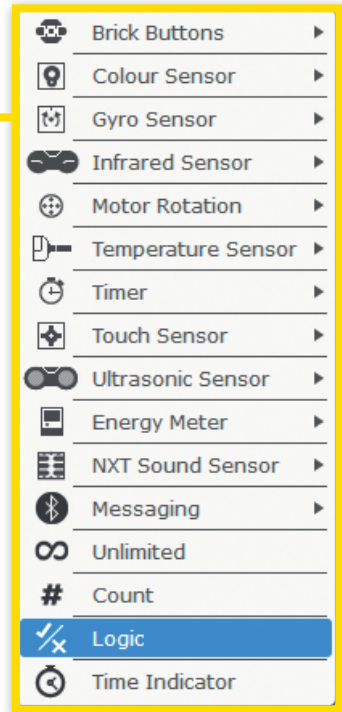 Brick Buttons
Colour Sensor
Gyro Sensor
Infrared Sensor
Motor Rotation
Temperature Sensor
Timer
Touch Sensor
Ultrasonic Sensor
Energy Meter
NXT Sound Sensor
Messaging
Unlimited
# Count
Logic
Time Indicator